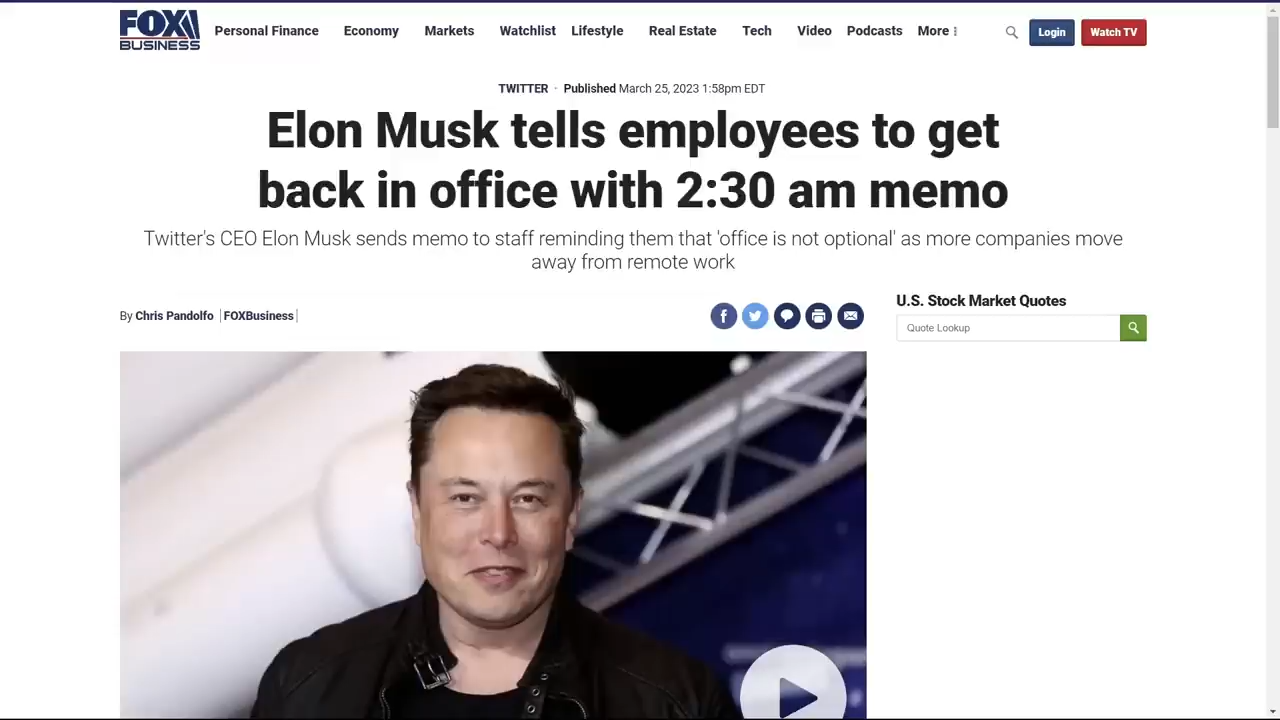 FOX
BUSINESS
Personal Finance Economy Markets Watchlist Lifestyle Real Estate Tech Video Podcasts More
Login
Watch TV
TWITTER · Published March 25, 2023 1:58pm EDT
Elon Musk tells employees to get
back in office with 2:30 am memo
Twitter's CEO Elon Musk sends memo to staff reminding them that 'office is not optional' as more companies move
away from remote work
By Chris Pandolfo | FOXBusiness |
U.S. Stock Market Quotes
Quote Lookup